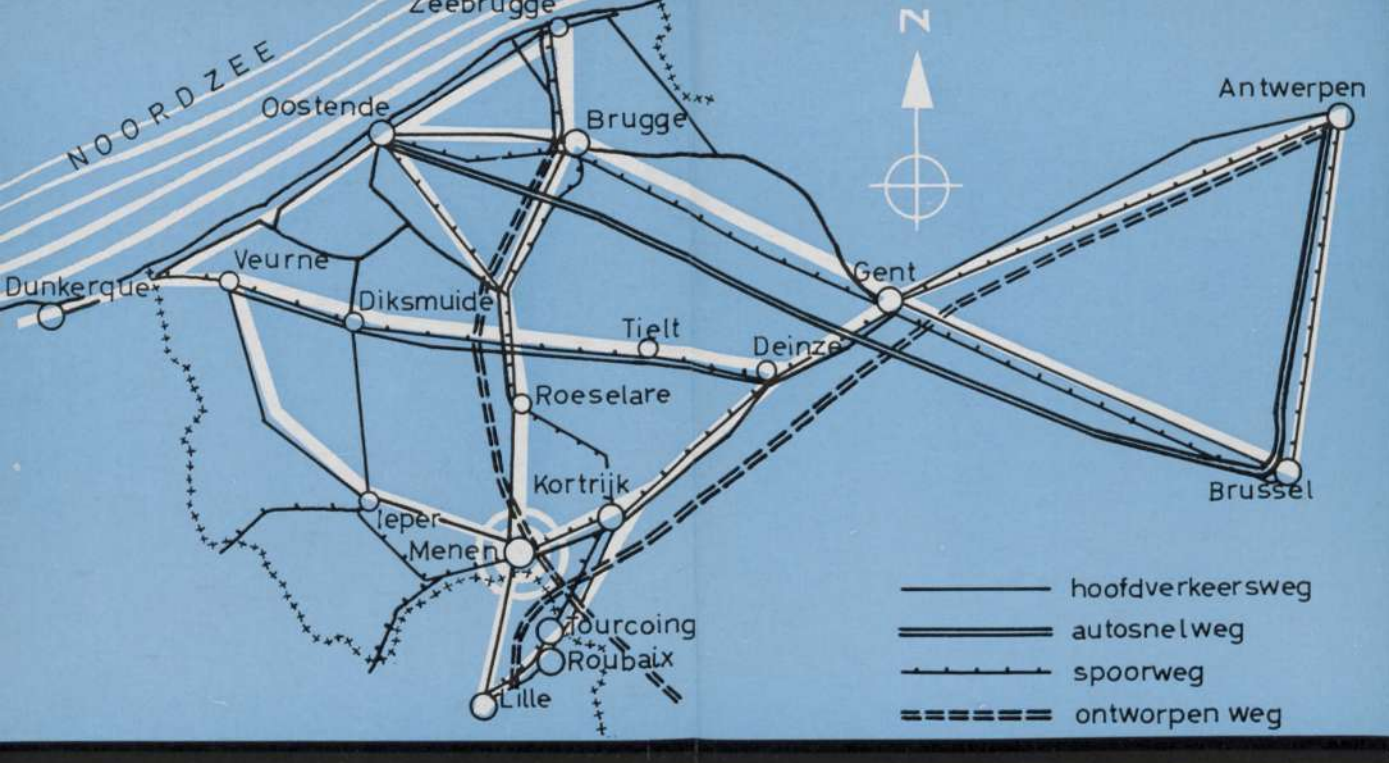 Zeebrugge
N
NOORDZEE
Oostende
Brugge
Antwerpen
Veurne
Gent
Dunkerque
Diksmuide
Tielt
Deinze
Roeselare
Kortrijk
Brussel
Ieper
Menen
Tourcoing
Roubaix
Lille
hoofdverkeersweg
autosnelweg
spoorweg
ontworpen weg